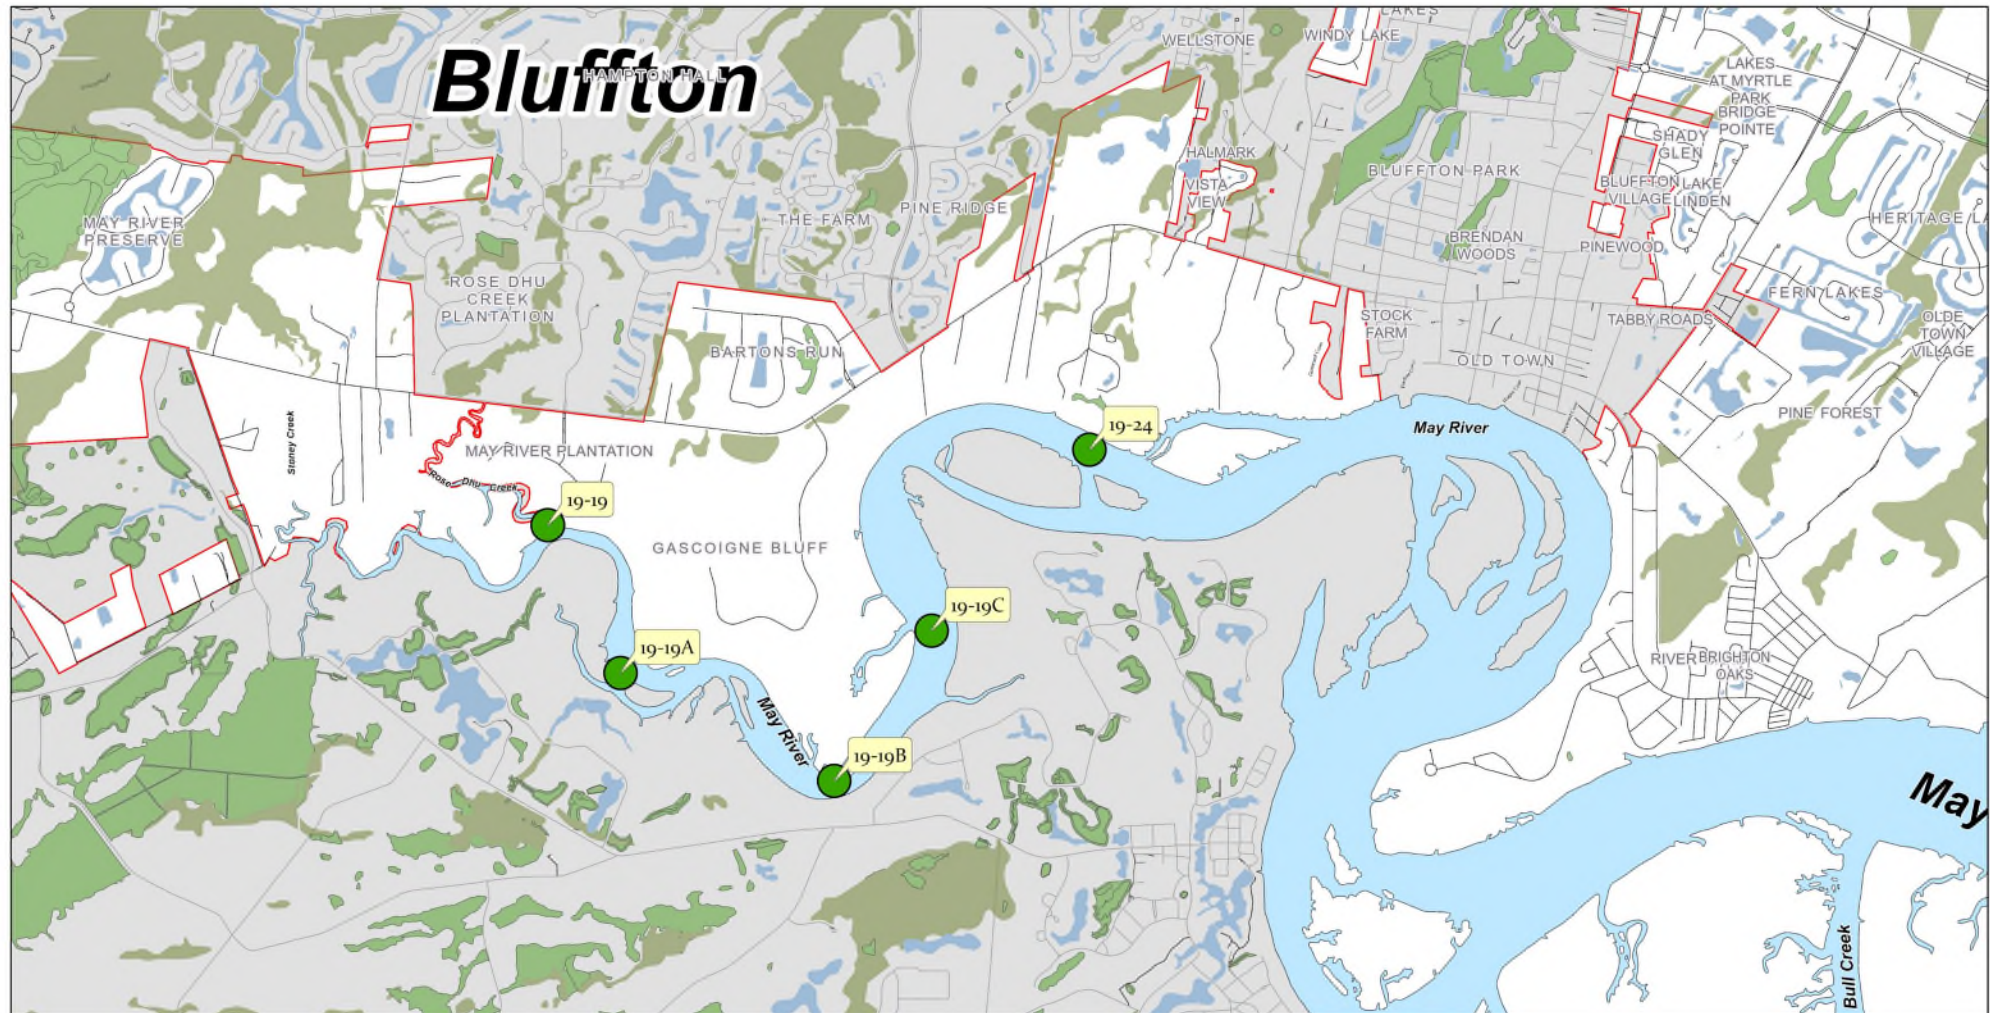 LAKES
WELLSTONE
WINDY LAKE
Bluffton
HAMPTON HALL
LAKES
AT MYRTLE
PARK
BRIDGE
POINTE
SHADY
GLEN
HALMARK
VISTA
VIEW
BLUFFTON PARK
BLUFFTON
VILLAGE
LAKE
LINDEN
MAY RIVER
PRESERVE
THE FARM
PINE RIDGE
HERITAGE LA
BRENDAN
WOODS
PINEWOOD
ROSE DHU
CREEK
PLANTATION
FERN LAKES
STOCK
FARM
TABBY ROADS
OLDE
TOWN
VILLAGE
BARTONS RUN
OLD TOWN
PINE FOREST
Stoney Creek
19-24
May River
MAY RIVER PLANTATION
Rose Dhu Creek
19-19
GASCOIGNE BLUFF
19-19C
19-19A
RIVER
BRIGHTON
OAKS
May River
19-19B
May
Bull Creek